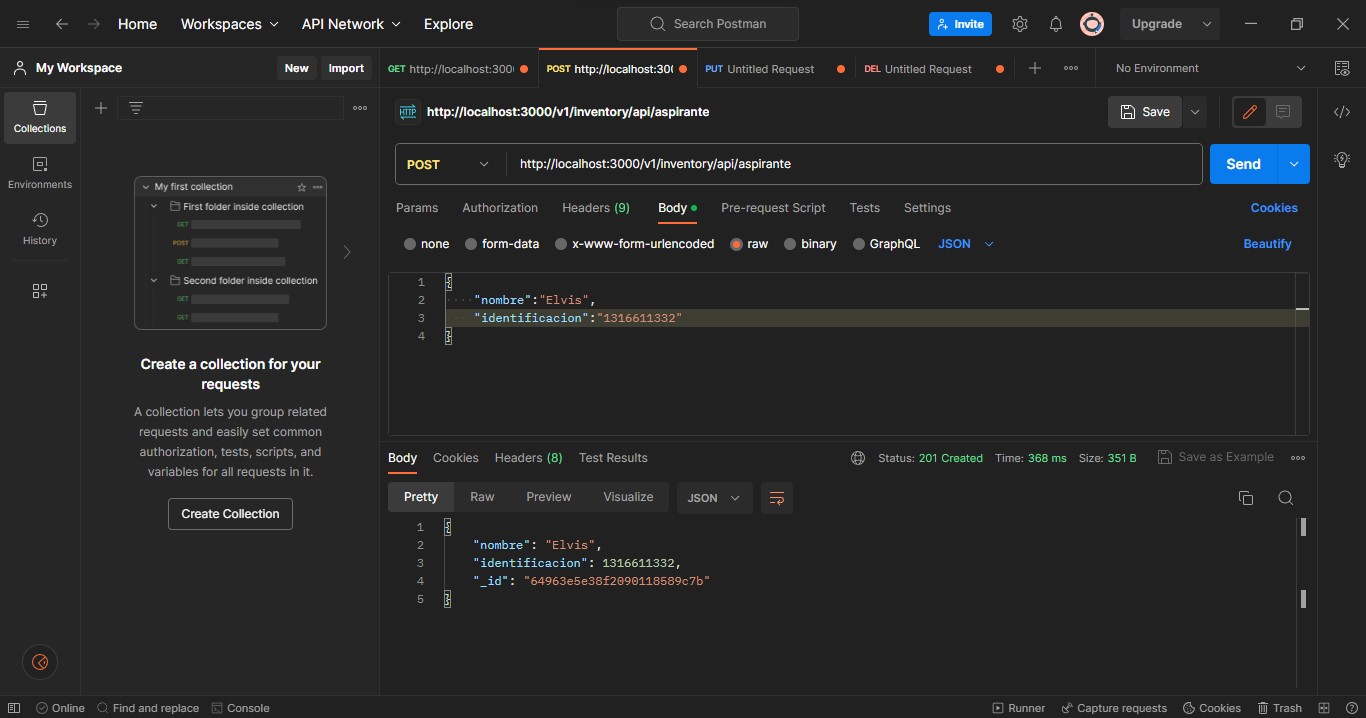 Home Workspaces API Network Explore Search Postman Invite Upgrade
My Workspace New Import GET http://localhost:300 POST http://localhost:300 PUT Untitled Request DEL Untitled Request No Environment
Collections
Environments
History
My first collection
First folder inside collection
GET
POST
GET
Second folder inside collection
GET
GET
Create a collection for your
requests
A collection lets you group related
requests and easily set common
authorization, tests, scripts, and
variables for all requests in it.
Create Collection
HTTP http://localhost:3000/v1/inventory/api/aspirante Save
POST http://localhost:3000/v1/inventory/api/aspirante Send
Params Authorization Headers (9) Body Pre-request Script Tests Settings Cookies
none form-data x-www-form-urlencoded raw binary GraphQL JSON Beautify
1 {
2 "nombre":"Elvis",
3 "identificacion":"1316611332"
4 }
Body Cookies Headers (8) Test Results Status: 201 Created Time: 368 ms Size: 351 B Save as Example
Pretty Raw Preview Visualize JSON
1 {
2 "nombre": "Elvis",
3 "identificacion": 1316611332,
4 "_id": "64963e5e38f2090118589c7b"
5 }
Online Find and replace Console Runner Capture requests Cookies Trash